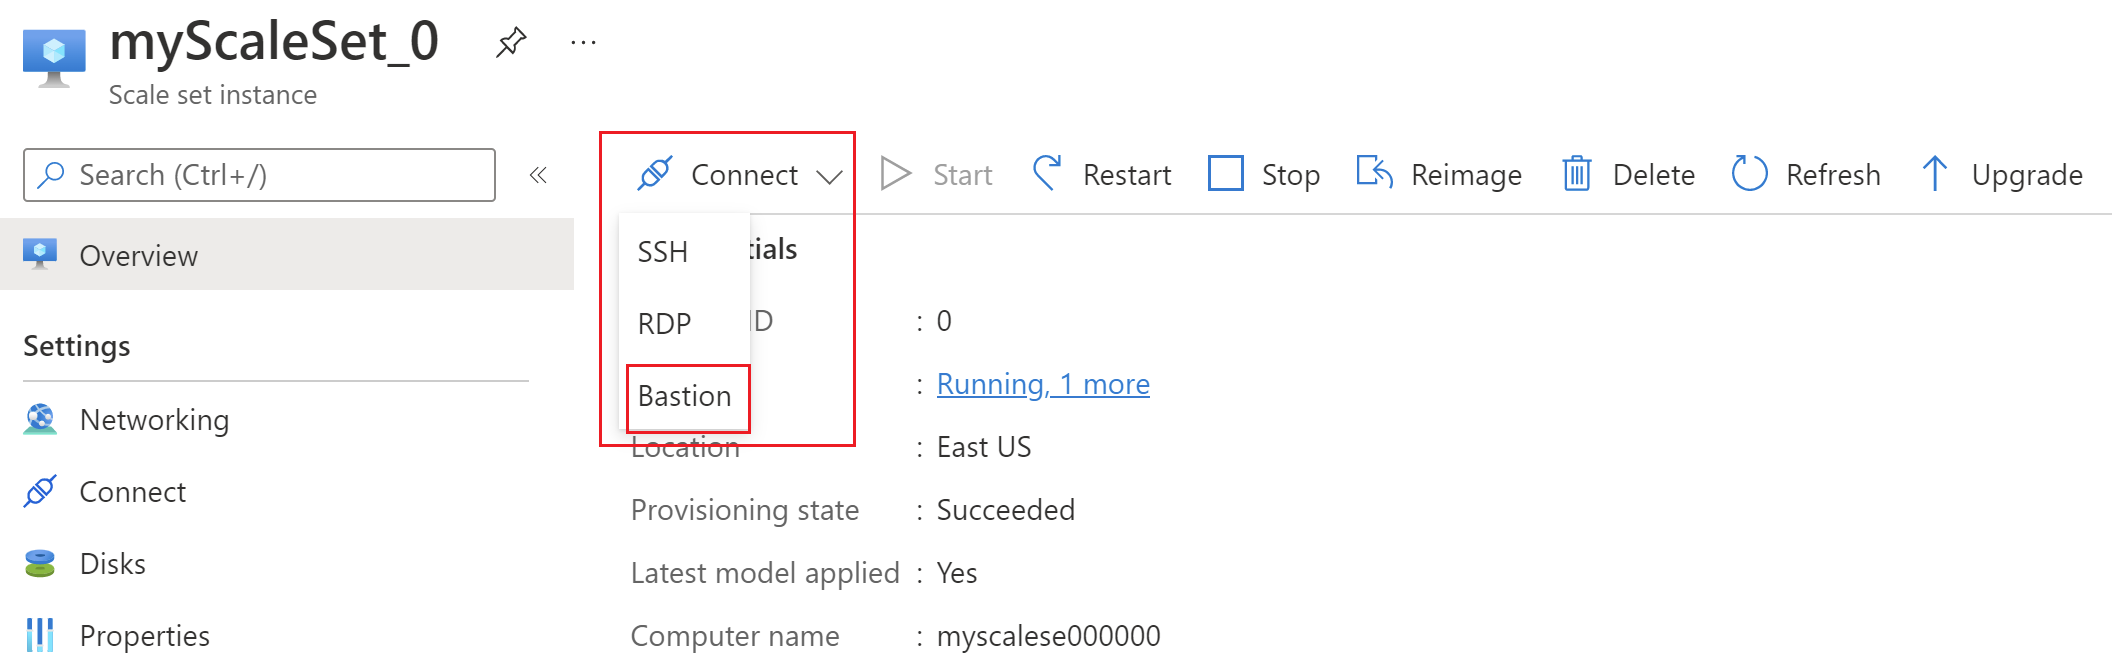 myScaleSet_0
...
Scale set instance
Search (Ctrl+/)
«
Connect Start Restart Stop Reimage Delete Refresh Upgrade
SSH
RDP
Bastion
Overview
Settings
Networking
Connect
Disks
Properties
tials
ID : 0
: Running, 1 more
Location : East US
Provisioning state : Succeeded
Latest model applied : Yes
Computer name : myscalese000000